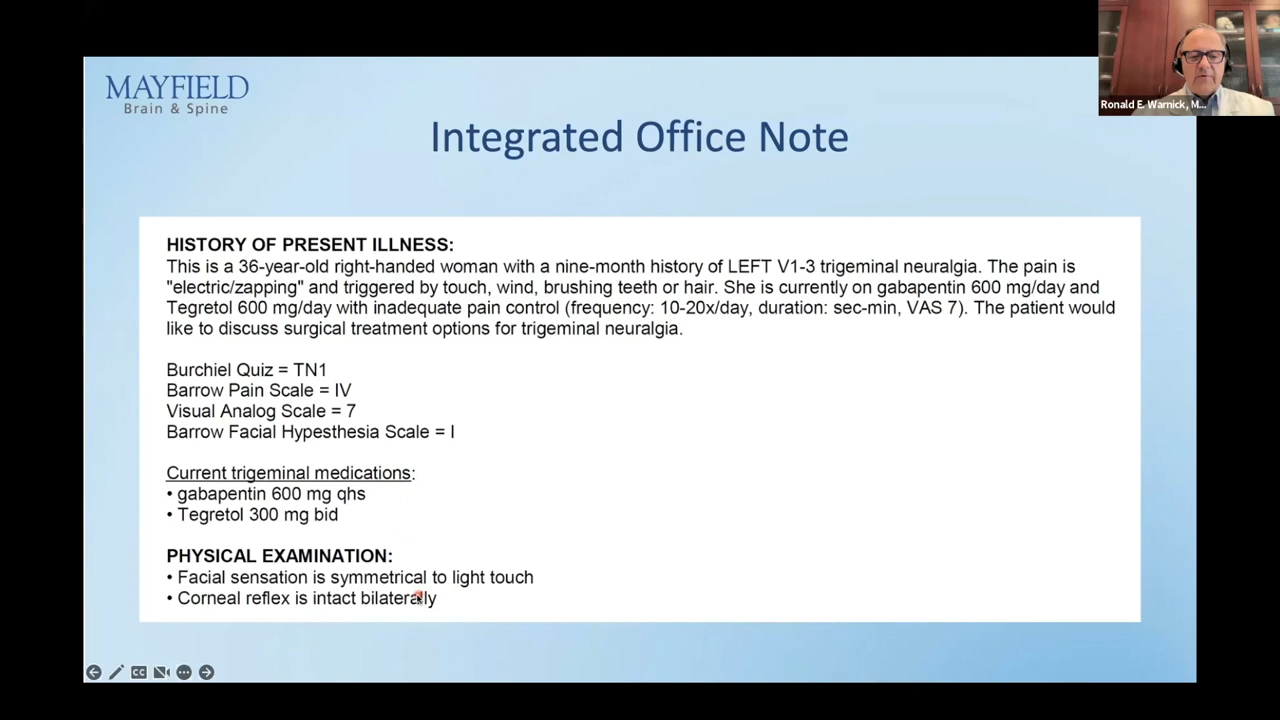 MAYFIELD
Brain & Spine
Ronald E. Warnick, M...
Integrated Office Note
HISTORY OF PRESENT ILLNESS:
This is a 36-year-old right-handed woman with a nine-month history of LEFT V1-3 trigeminal neuralgia. The pain is
"electric/zapping" and triggered by touch, wind, brushing teeth or hair. She is currently on gabapentin 600 mg/day and
Tegretol 600 mg/day with inadequate pain control (frequency: 10-20x/day, duration: sec-min, VAS 7). The patient would
like to discuss surgical treatment options for trigeminal neuralgia.
Burchiel Quiz = TN1
Barrow Pain Scale = IV
Visual Analog Scale = 7
Barrow Facial Hypesthesia Scale = I
Current trigeminal medications:
• gabapentin 600 mg qhs
• Tegretol 300 mg bid
PHYSICAL EXAMINATION:
• Facial sensation is symmetrical to light touch
• Corneal reflex is intact bilaterally
CC